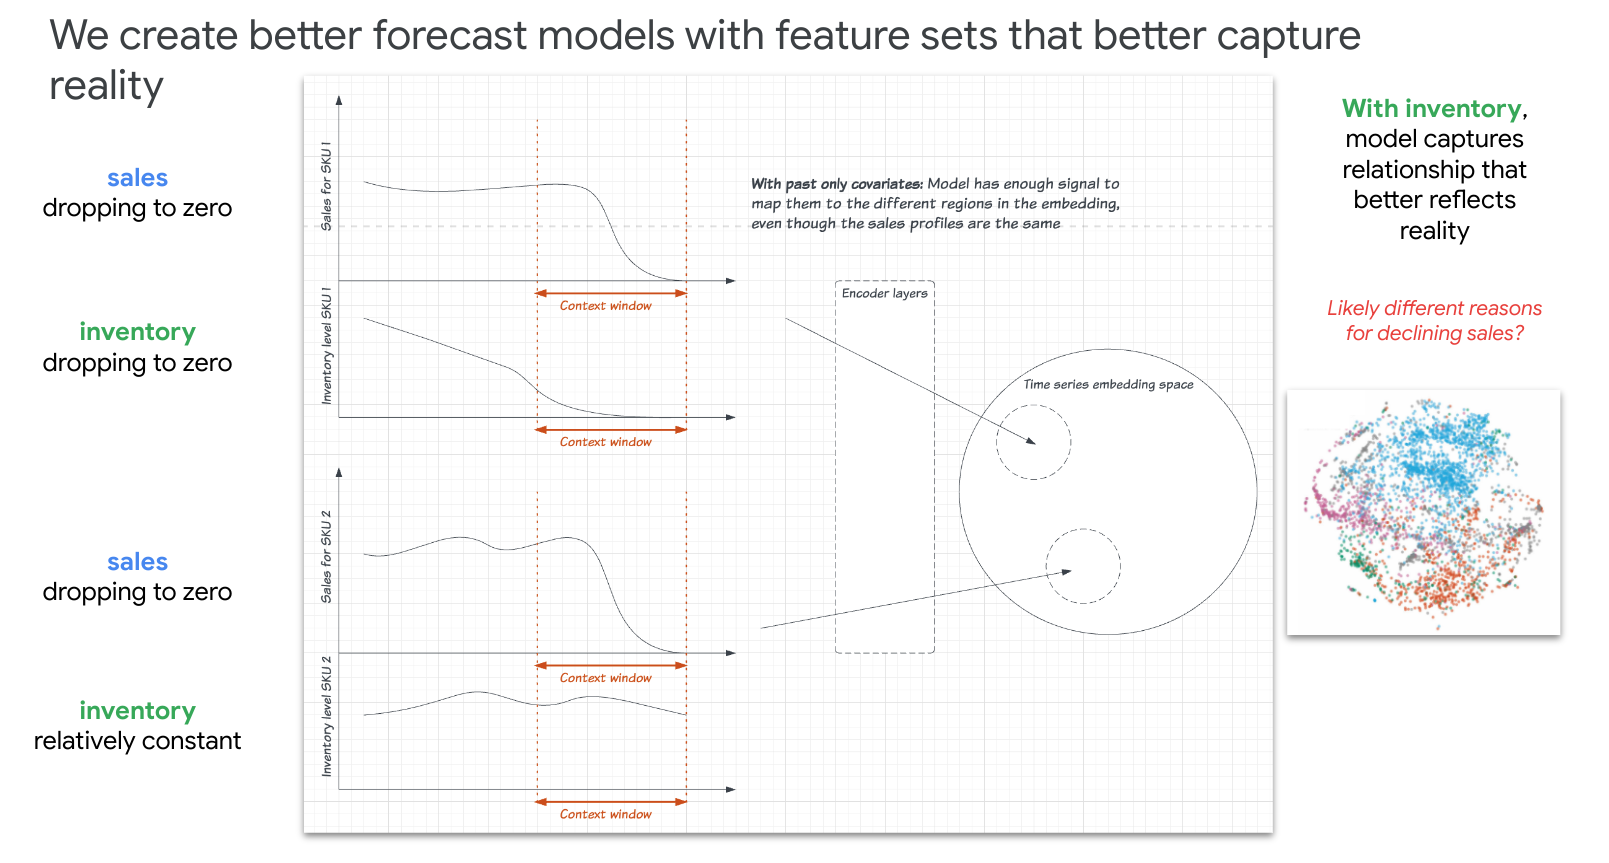 We create better forecast models with feature sets that better capture
reality
sales
dropping to zero
inventory
dropping to zero
sales
dropping to zero
inventory
relatively constant
Sales for SKU 1
Context window
Inventory level SKU 1
Context window
Sales for SKU 2
Context window
Inventory level SKU 2
Context window
With past only covariates: Model has enough signal to
map them to the different regions in the embedding,
even though the sales profiles are the same
Encoder layers
Time series embedding space
With inventory,
model captures
relationship that
better reflects
reality
Likely different reasons
for declining sales?